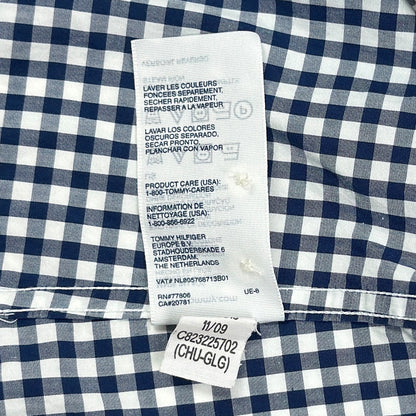 LAVER LES COULEURS
FONCÉES SEPAREMENT.
SECHER RAPIDEMENT.
REPASSER A LA VAPEUR
LAVAR LOS COLORES
OSCUROS SEPARADO.
SECAR PRONTO.
PLANCHAR CON VAPOR
PRODUCT CARE (USA):
1-800-TOMMY-CARES
INFORMATION DE
NETTOYAGE (USA):
1-800-866-6922
TOMMY HILFIGER
EUROPE B.V.
STADHOUDERSKADE 6
AMSTERDAM
THE NETHERLANDS
VAT# NL805768713B01
RN#77806
CA#20781
UE-6
11/09
C823225702
(CHU-GLG)